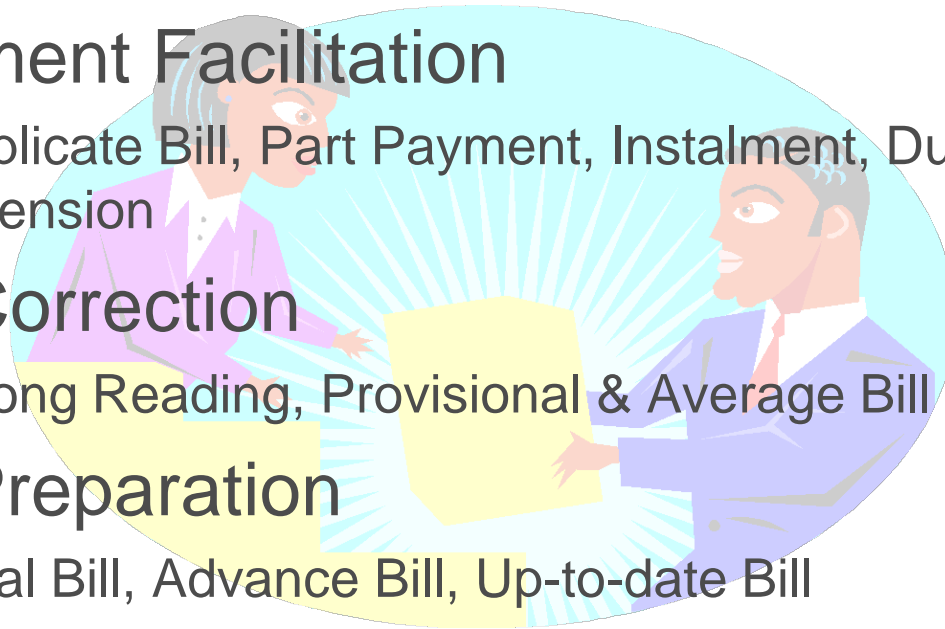 ment Facilitation
plicate Bill, Part Payment, Instalment, Du
ension
Correction
ong Reading, Provisional & Average Bill
Preparation
al Bill, Advance Bill, Up-to-date Bill